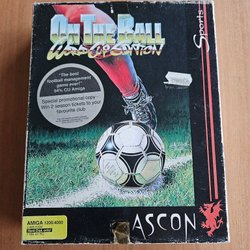 ON THE BALL
WORLD CUP EDITION
Sports
"The best
football management
game ever!"
94% CU Amiga
Special promotional copy
Win 2 season tickets to
your favourite
club
ASCON
AMIGA 1200/4000